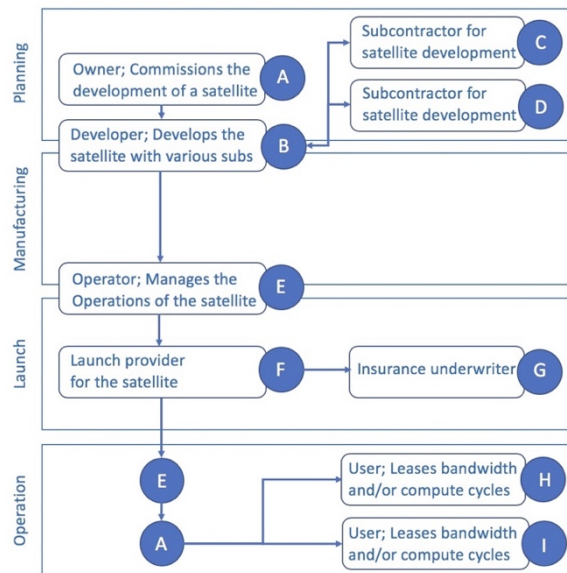 Planning
Owner; Commissions the
development of a satellite
A
Subcontractor for
satellite development
C
Subcontractor for
satellite development
D
Developer; Develops the
satellite with various subs
B
Manufacturing
Operator; Manages the
Operations of the satellite
E
Launch
Launch provider
for the satellite
F
Insurance underwriter
G
Operation
E
A
User; Leases bandwidth
and/or compute cycles
H
User; Leases bandwidth
and/or compute cycles
I